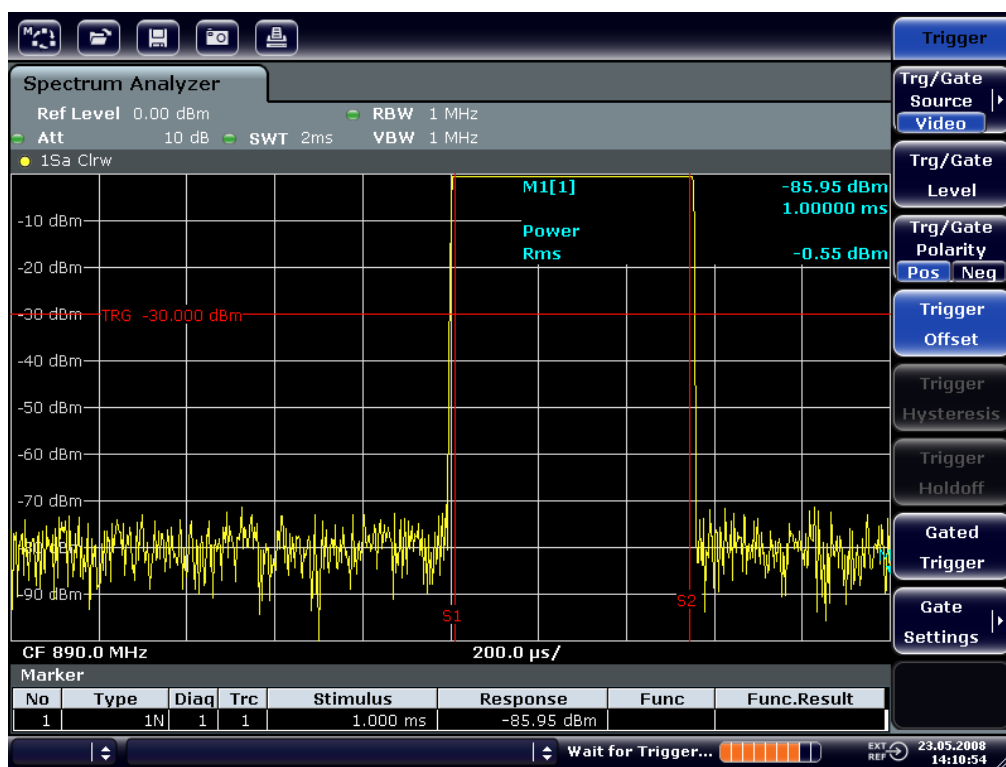 M
Trigger
Spectrum Analyzer
Ref Level 0.00 dBm RBW 1 MHz
Att 10 dB SWT 2ms VBW 1 MHz
1Sa Clrw
M1[1] -85.95 dBm
1.00000 ms
Power
Rms -0.55 dBm
-10 dBm
-20 dBm
-30 dBm
TRG -30.000 dBm
-40 dBm
-50 dBm
-60 dBm
-70 dBm
-80 dBm
-90 dBm
S1
S2
CF 890.0 MHz 200.0 µs/
Marker
No Type Diag Trc Stimulus Response Func Func.Result
1 1N 1 1 1.000 ms -85.95 dBm
Wait for Trigger... EXT REF 23.05.2008
14:10:54
Trg/Gate
Source
Video
Trg/Gate
Level
Trg/Gate
Polarity
Pos Neg
Trigger
Offset
Trigger
Hysteresis
Trigger
Holdoff
Gated
Trigger
Gate
Settings